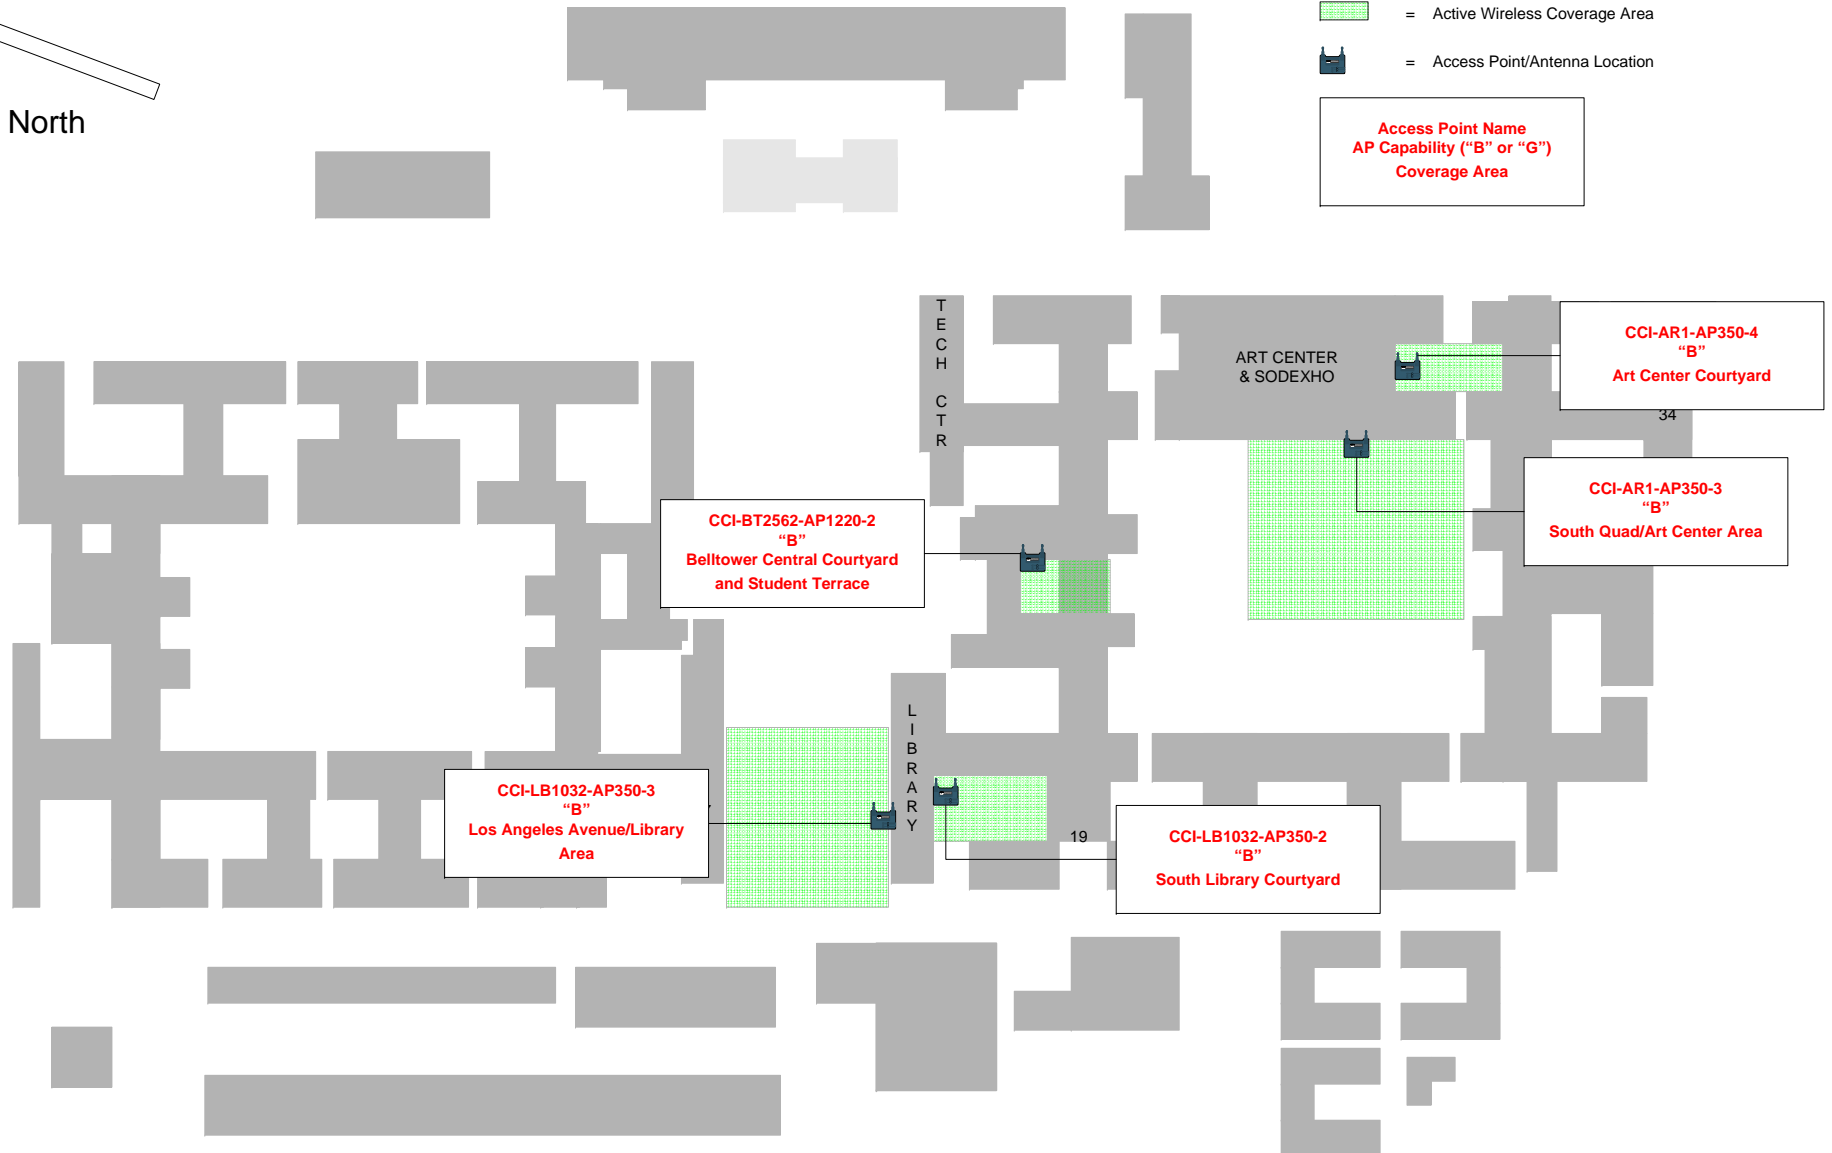 = Active Wireless Coverage Area
= Access Point/Antenna Location
North
Access Point Name
AP Capability (“B” or “G”)
Coverage Area
TECH CTR
ART CENTER
& SODEXHO
CCI-AR1-AP350-4
“B”
Art Center Courtyard
34
CCI-AR1-AP350-3
“B”
South Quad/Art Center Area
CCI-BT2562-AP1220-2
“B”
Belltower Central Courtyard
and Student Terrace
LIBRARY
CCI-LB1032-AP350-3
“B”
Los Angeles Avenue/Library
Area
19
CCI-LB1032-AP350-2
“B”
South Library Courtyard